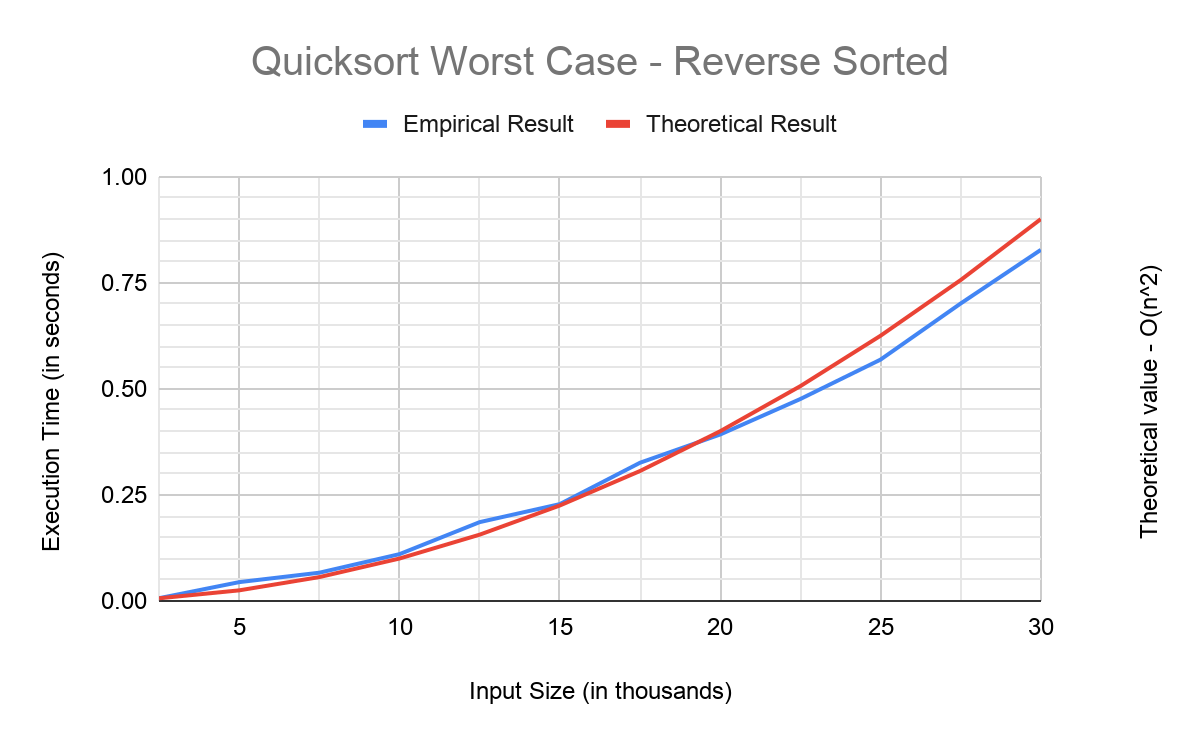 Quicksort Worst Case - Reverse Sorted
Empirical Result
Theoretical Result
Execution Time (in seconds)
1.00
0.75
0.50
0.25
0.00
5
10
15
20
25
30
Input Size (in thousands)
Theoretical value - O(n^2)